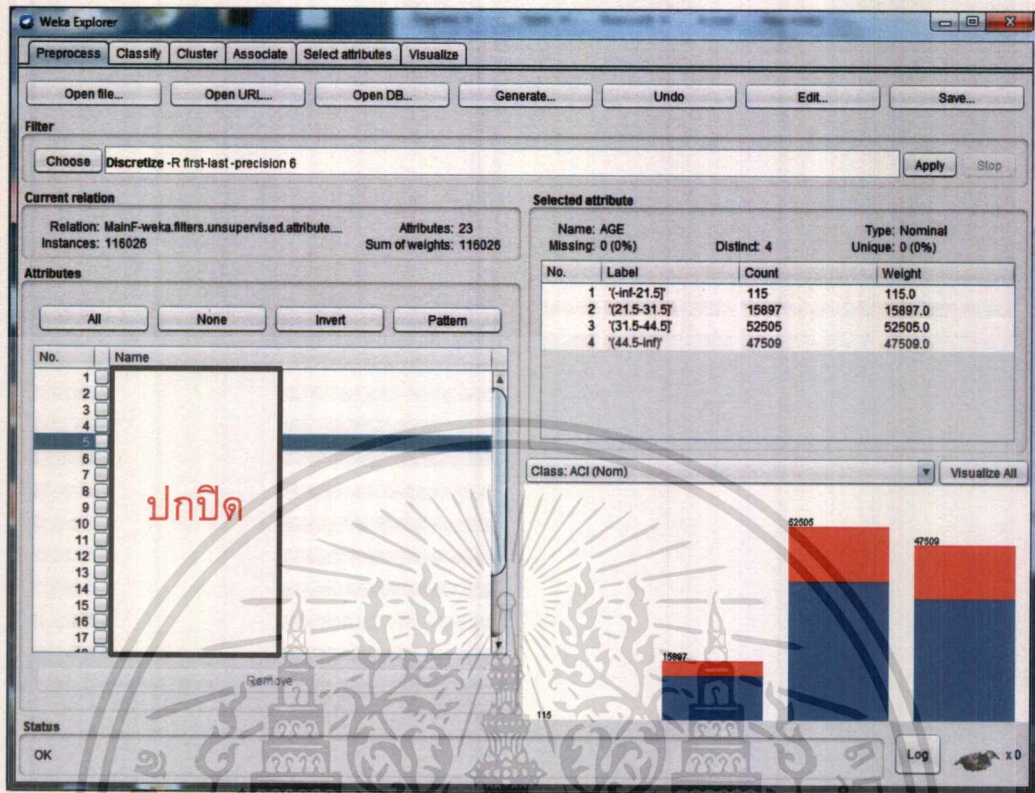 Weka Explorer
Preprocess Classify Cluster Associate Select attributes Visualize
Open file... Open URL... Open DB... Generate... Undo Edit... Save...
Filter
Choose Discretize -R first-last -precision 6 Apply Stop
Current relation
Relation: MainF-weka.filters.unsupervised.attribute.... Attributes: 23
Instances: 116026 Sum of weights: 116026
Attributes
All None Invert Pattern
No. Name
1
2
3
4
5
6
7
8
9
10
11
12
13
14
15
16
17
ปกปิด
Remove
Selected attribute
Name: AGE Type: Nominal
Missing: 0 (0%) Distinct: 4 Unique: 0 (0%)
No. Label Count Weight
1 '(-inf-21.5]' 115 115.0
2 '(21.5-31.5]' 15897 15897.0
3 '(31.5-44.5]' 52505 52505.0
4 '(44.5-inf)' 47509 47509.0
Class: ACI (Nom) Visualize All
115
15897
52505
47509
Status
OK Log x 0